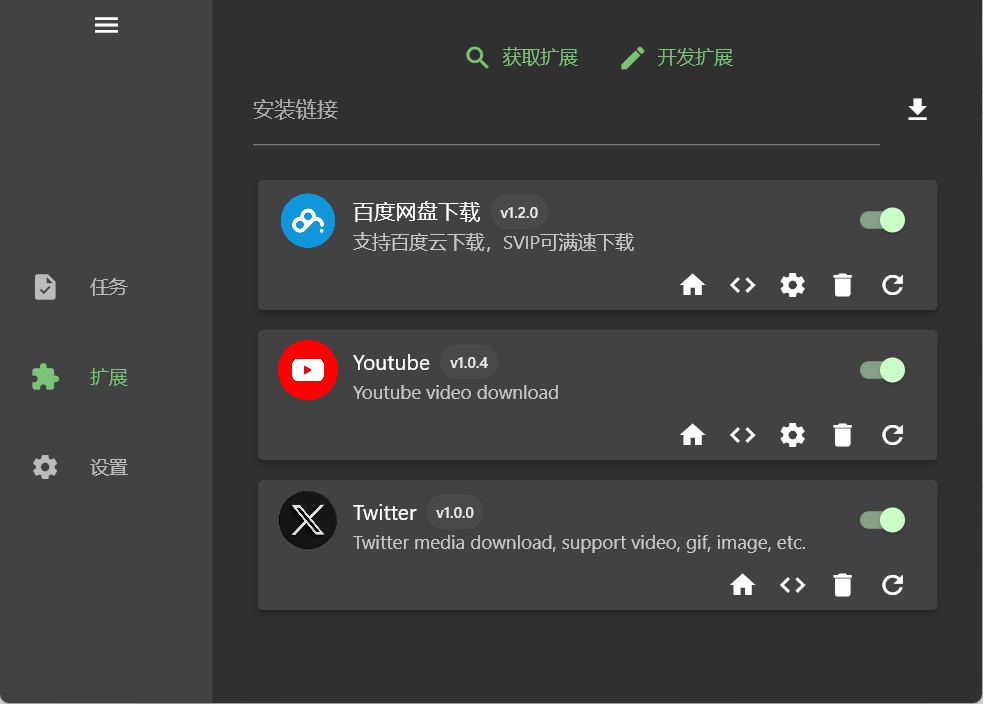 获取扩展 开发扩展
安装链接
百度网盘下载 v1.2.0
支持百度云下载，SVIP可满速下载
任务
Youtube v1.0.4
Youtube video download
扩展
设置
Twitter v1.0.0
Twitter media download, support video, gif, image, etc.